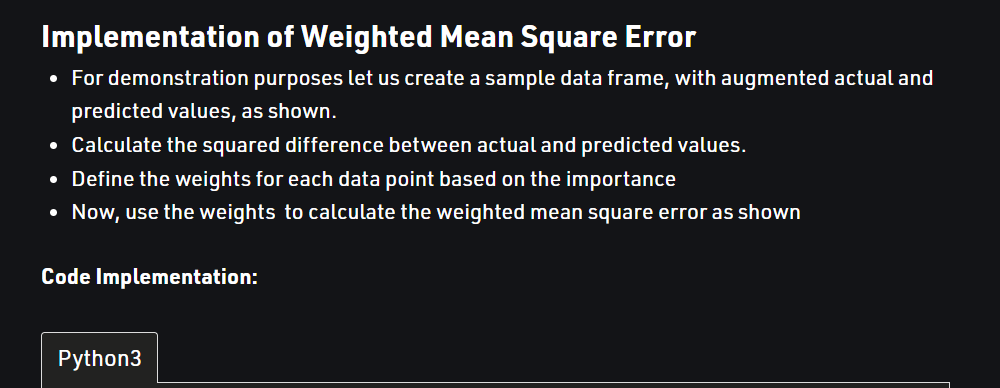 Implementation of Weighted Mean Square Error
• For demonstration purposes let us create a sample data frame, with augmented actual and
predicted values, as shown.
• Calculate the squared difference between actual and predicted values.
• Define the weights for each data point based on the importance
• Now, use the weights  to calculate the weighted mean square error as shown
Code Implementation:
Python3